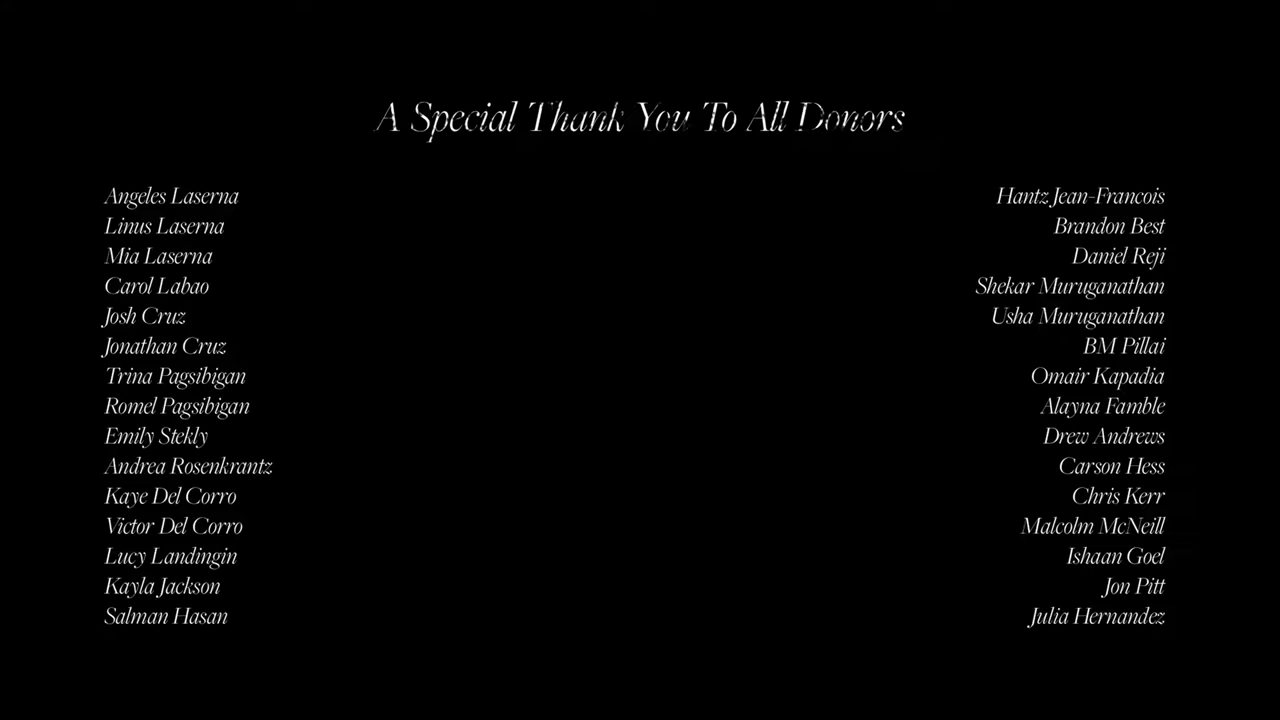 A Special Thank You To All Donors
Angeles Laserna
Linus Laserna
Mia Laserna
Carol Labao
Josh Cruz
Jonathan Cruz
Trina Pagsibigan
Romel Pagsibigan
Emily Stekly
Andrea Rosenkrantz
Kaye Del Corro
Victor Del Corro
Lucy Landingin
Kayla Jackson
Salman Hasan
Hantz Jean-Francois
Brandon Best
Daniel Reji
Shekar Muruganathan
Usha Muruganathan
BM Pillai
Omair Kapadia
Alayna Famble
Drew Andrews
Carson Hess
Chris Kerr
Malcolm McNeill
Ishaan Goel
Jon Pitt
Julia Hernandez